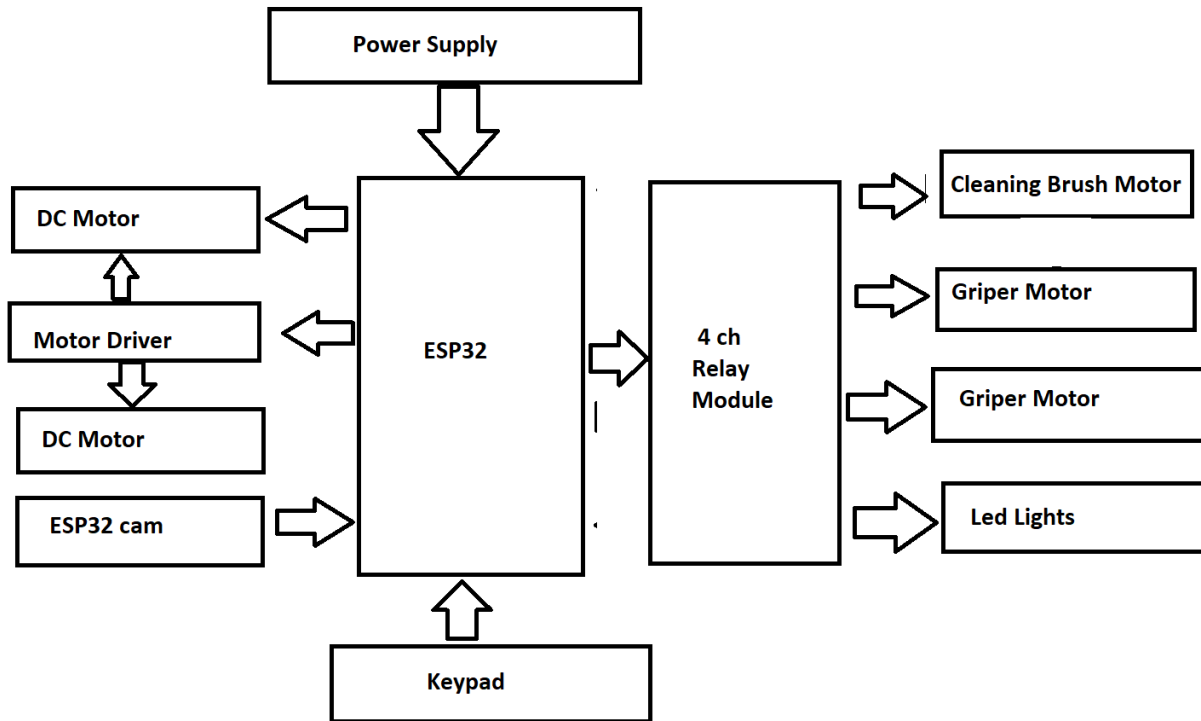 Power Supply
Cleaning Brush Motor
DC Motor
Griper Motor
Motor Driver
ESP32
4 ch
Relay
Module
Griper Motor
DC Motor
ESP32 cam
Led Lights
Keypad